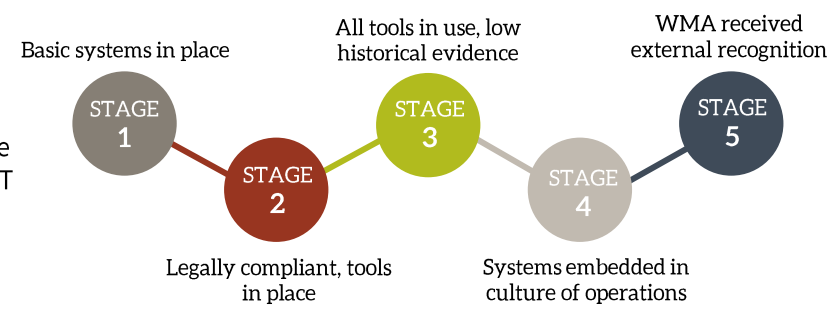 Basic systems in place
STAGE
1
STAGE
2
Legally compliant, tools
in place
All tools in use, low
historical evidence
STAGE
3
STAGE
4
Systems embedded in
culture of operations
WMA received
external recognition
STAGE
5
e
T